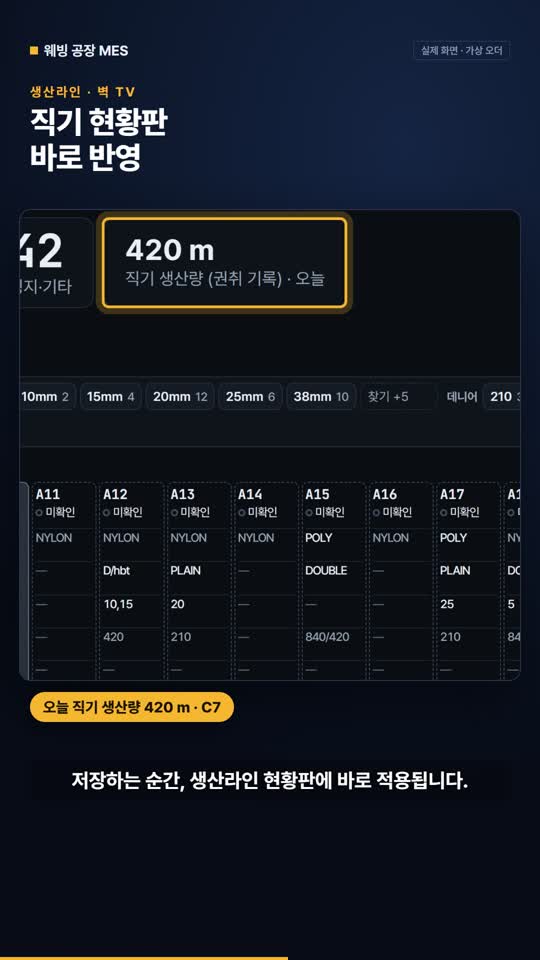 웨빙 공장 MES
실제 화면 · 가상 오더
생산라인 · 벽 TV
직기 현황판
바로 반영
42
지·기타
420 m
직기 생산량 (권취 기록) · 오늘
10mm 2 15mm 4 20mm 12 25mm 6 38mm 10 찾기 +5 데니어 210
A11 A12 A13 A14 A15 A16 A17
미확인 미확인 미확인 미확인 미확인 미확인 미확인
NYLON NYLON NYLON NYLON POLY NYLON POLY NY
— D/hbt PLAIN — DOUBLE — PLAIN DO
— 10,15 20 — — — 25 5
— 420 210 — 840/420 — 210 84
— — — — — — — —
오늘 직기 생산량 420 m · C7
저장하는 순간, 생산라인 현황판에 바로 적용됩니다.